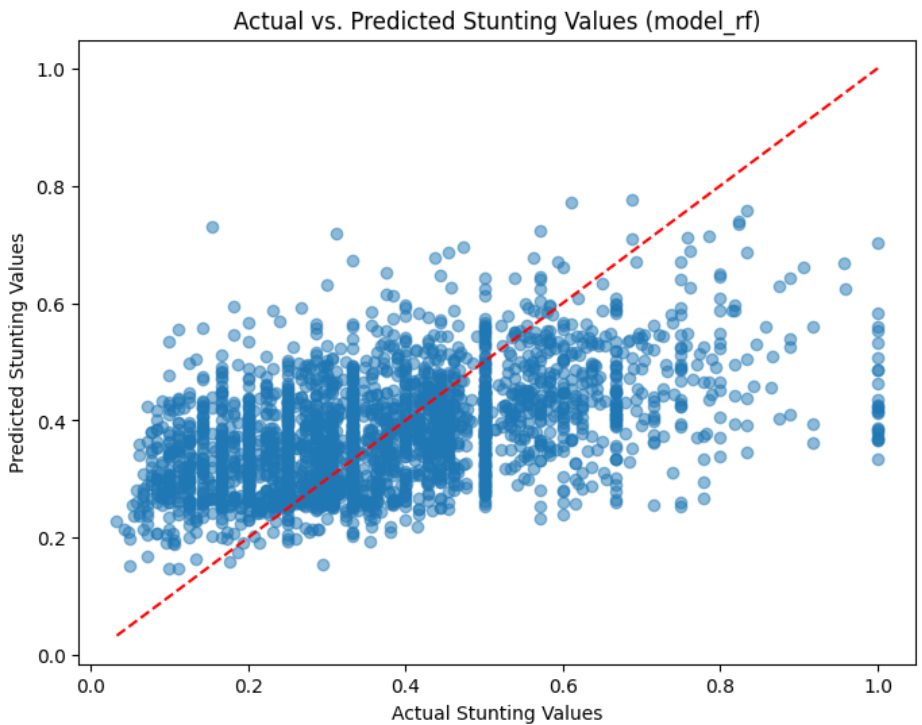 Actual vs. Predicted Stunting Values (model_rf)
1.0
0.8
0.6
0.4
0.2
0.0
Predicted Stunting Values
0.0 0.2 0.4 0.6 0.8 1.0
Actual Stunting Values